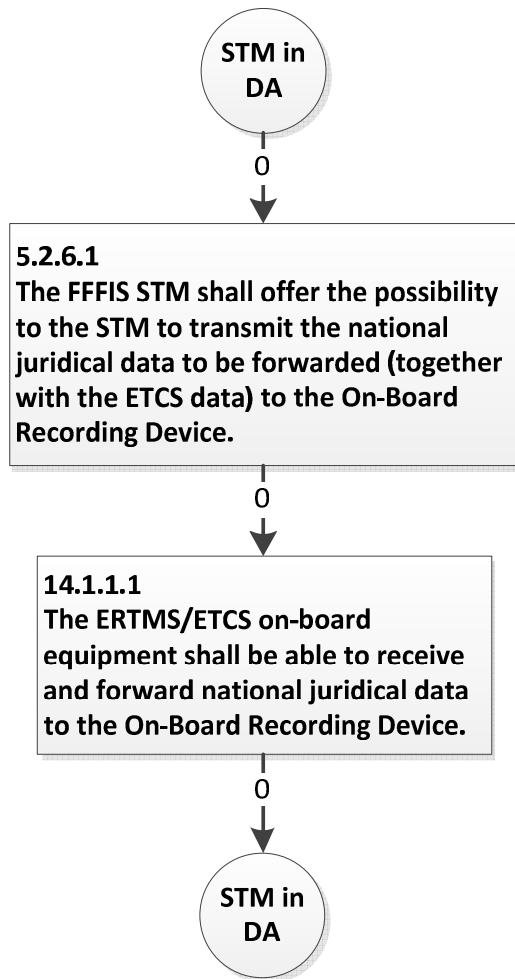 STM in
DA
0
5.2.6.1
The FFFIS STM shall offer the possibility
to the STM to transmit the national
juridical data to be forwarded (together
with the ETCS data) to the On-Board
Recording Device.
0
14.1.1.1
The ERTMS/ETCS on-board
equipment shall be able to receive
and forward national juridical data
to the On-Board Recording Device.
0
STM in
DA